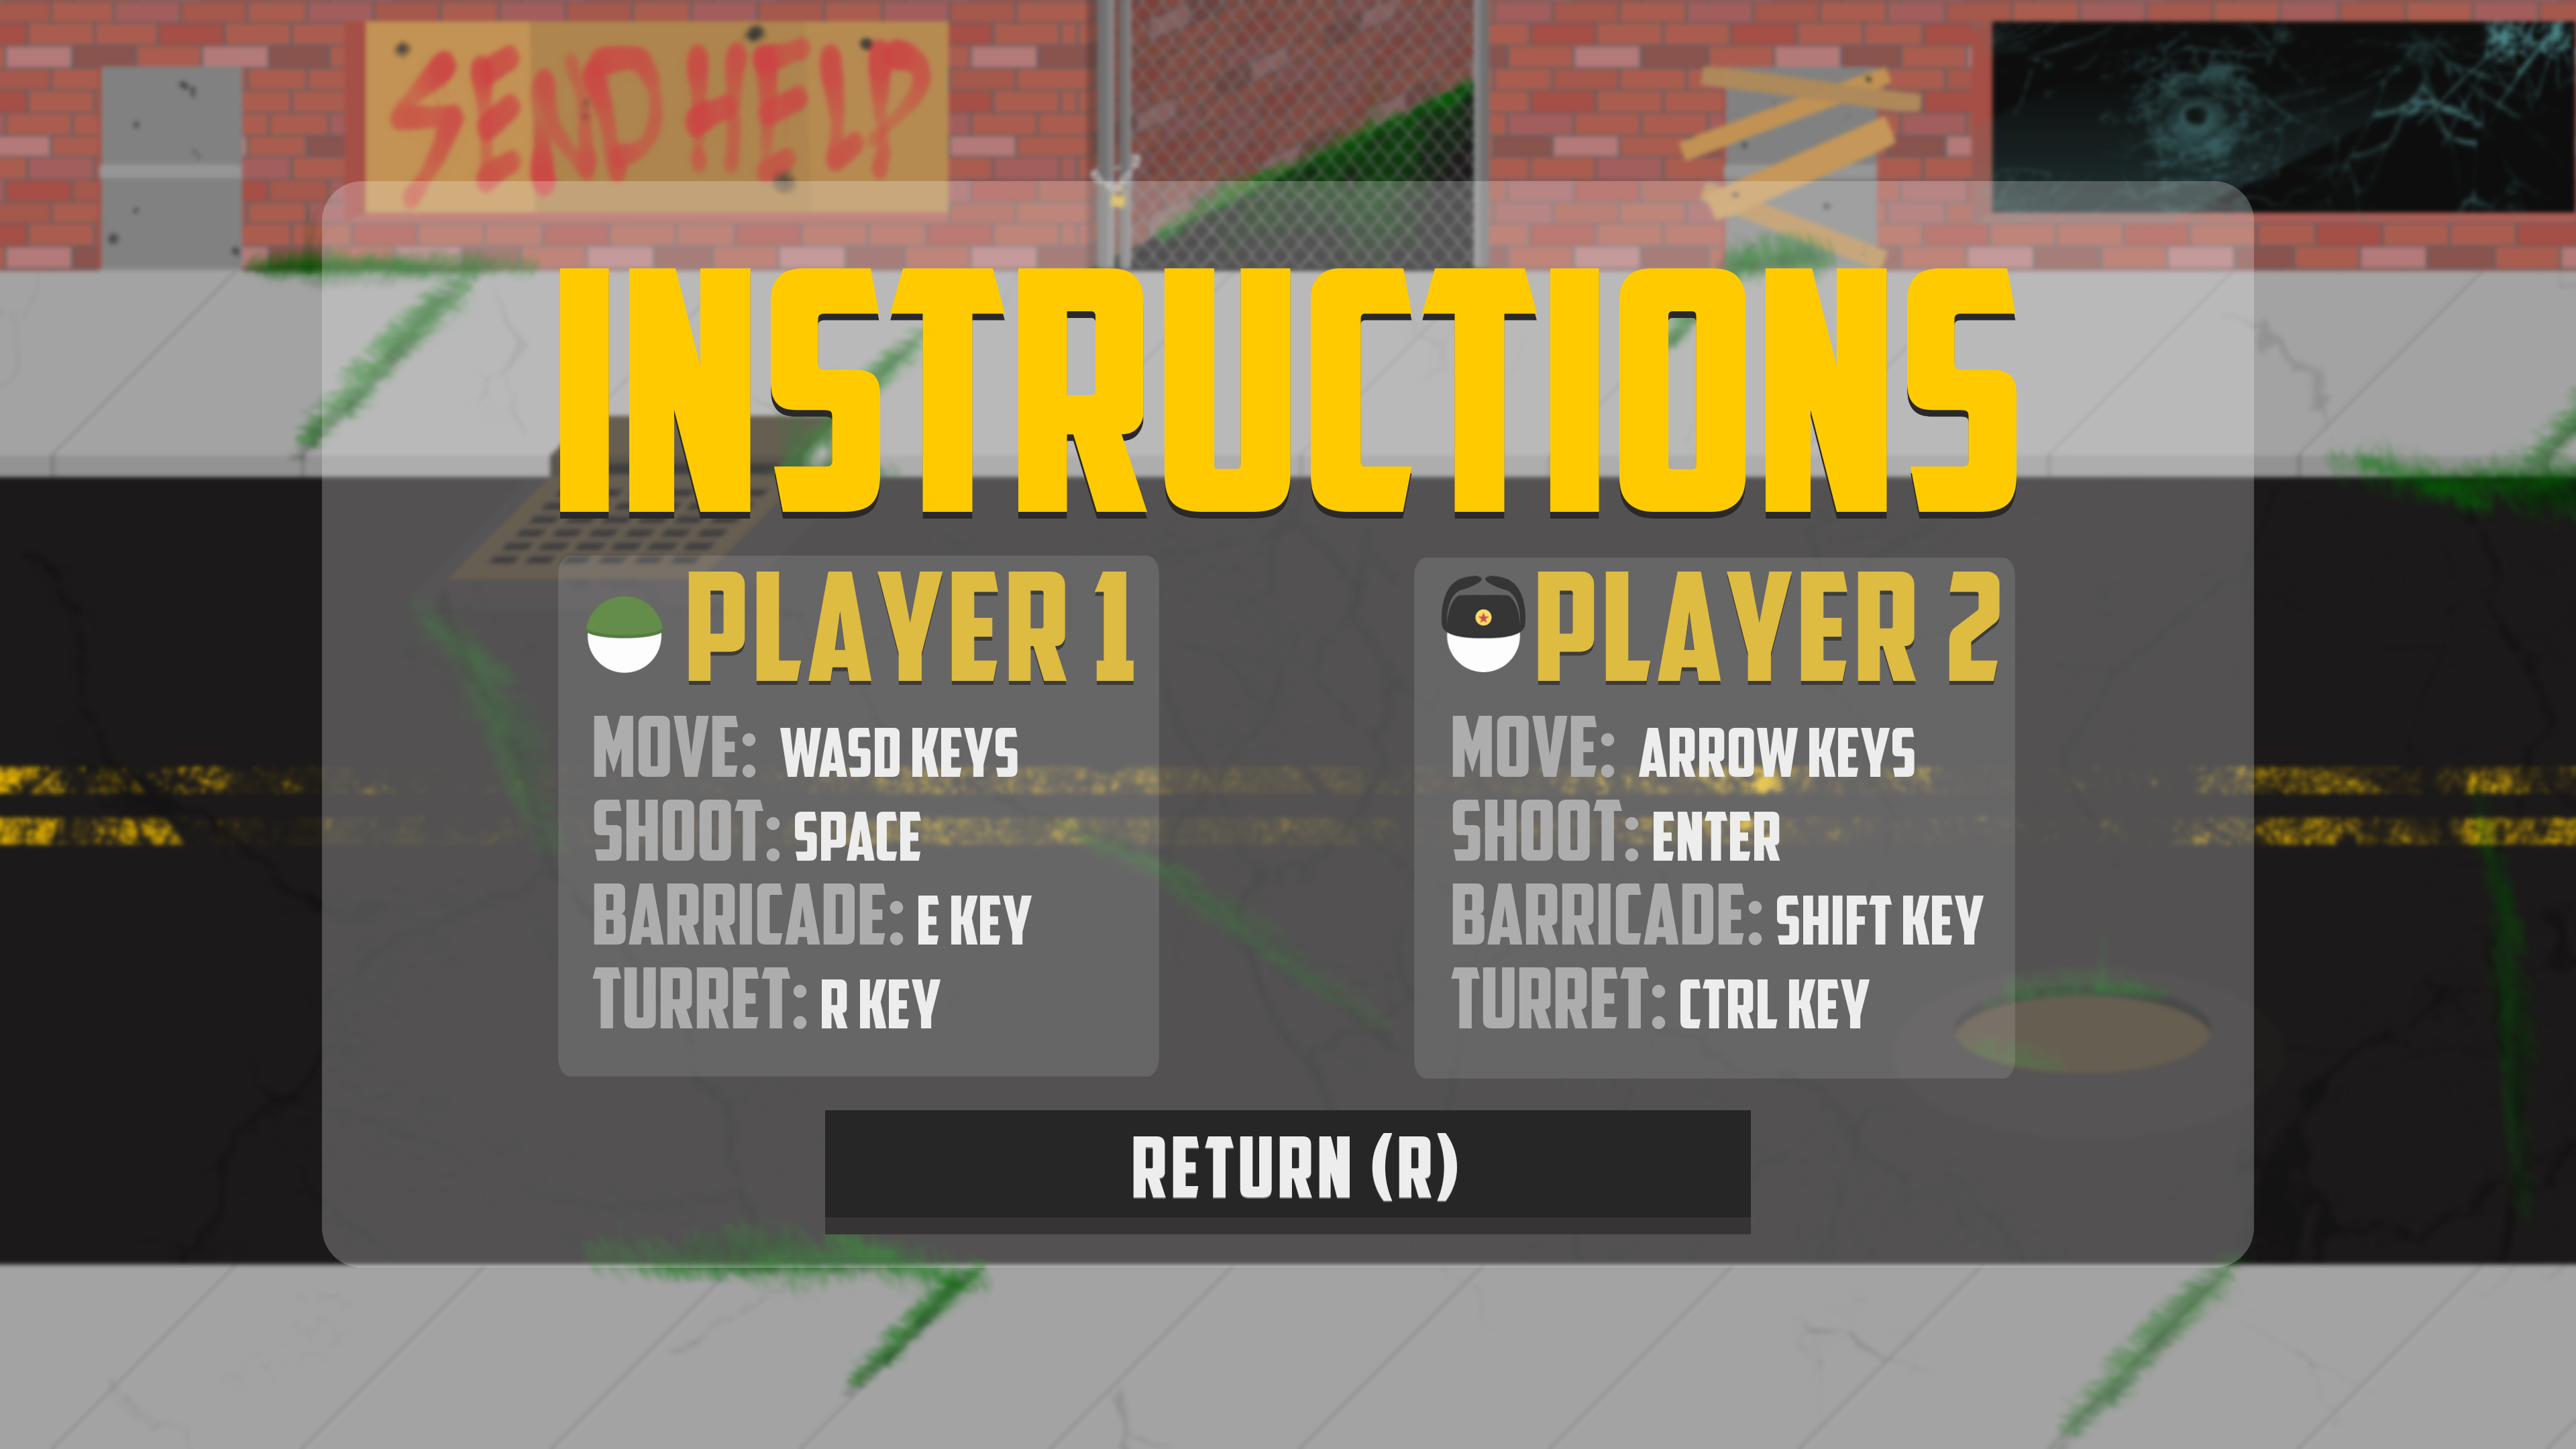 SEND HELP
INSTRUCTIONS
PLAYER 1
MOVE: WASD KEYS
SHOOT: SPACE
BARRICADE: E KEY
TURRET: R KEY
PLAYER 2
MOVE: ARROW KEYS
SHOOT: ENTER
BARRICADE: SHIFT KEY
TURRET: CTRL KEY
RETURN (R)